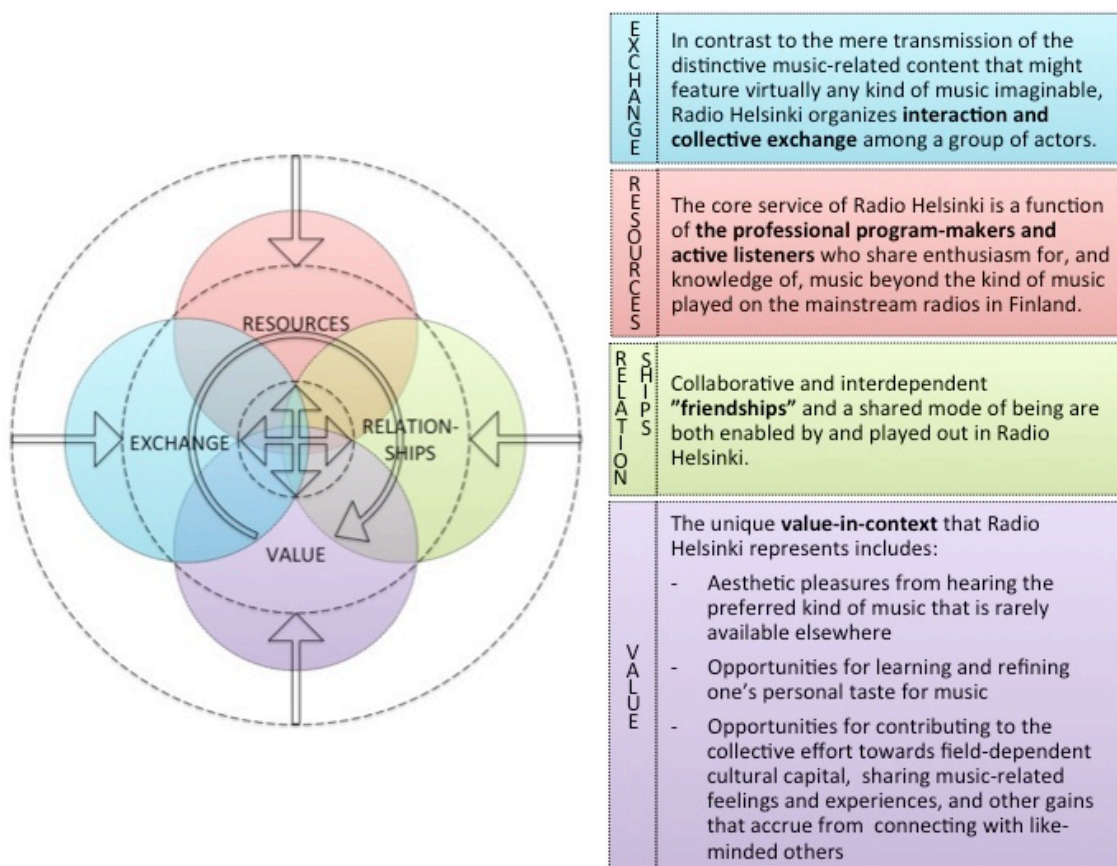 RESOURCES
EXCHANGE
RELATION-
SHIPS
VALUE
EXCHANGE
In contrast to the mere transmission of the
distinctive music-related content that might
feature virtually any kind of music imaginable,
Radio Helsinki organizes interaction and
collective exchange among a group of actors.
RESOURCES
The core service of Radio Helsinki is a function
of the professional program-makers and
active listeners who share enthusiasm for, and
knowledge of, music beyond the kind of music
played on the mainstream radios in Finland.
RELATION
SHIPS
Collaborative and interdependent
”friendships” and a shared mode of being are
both enabled by and played out in Radio
Helsinki.
VALUE
The unique value-in-context that Radio
Helsinki represents includes:
- Aesthetic pleasures from hearing the
preferred kind of music that is rarely
available elsewhere
- Opportunities for learning and refining
one’s personal taste for music
- Opportunities for contributing to the
collective effort towards field-dependent
cultural capital, sharing music-related
feelings and experiences, and other gains
that accrue from connecting with like-
minded others